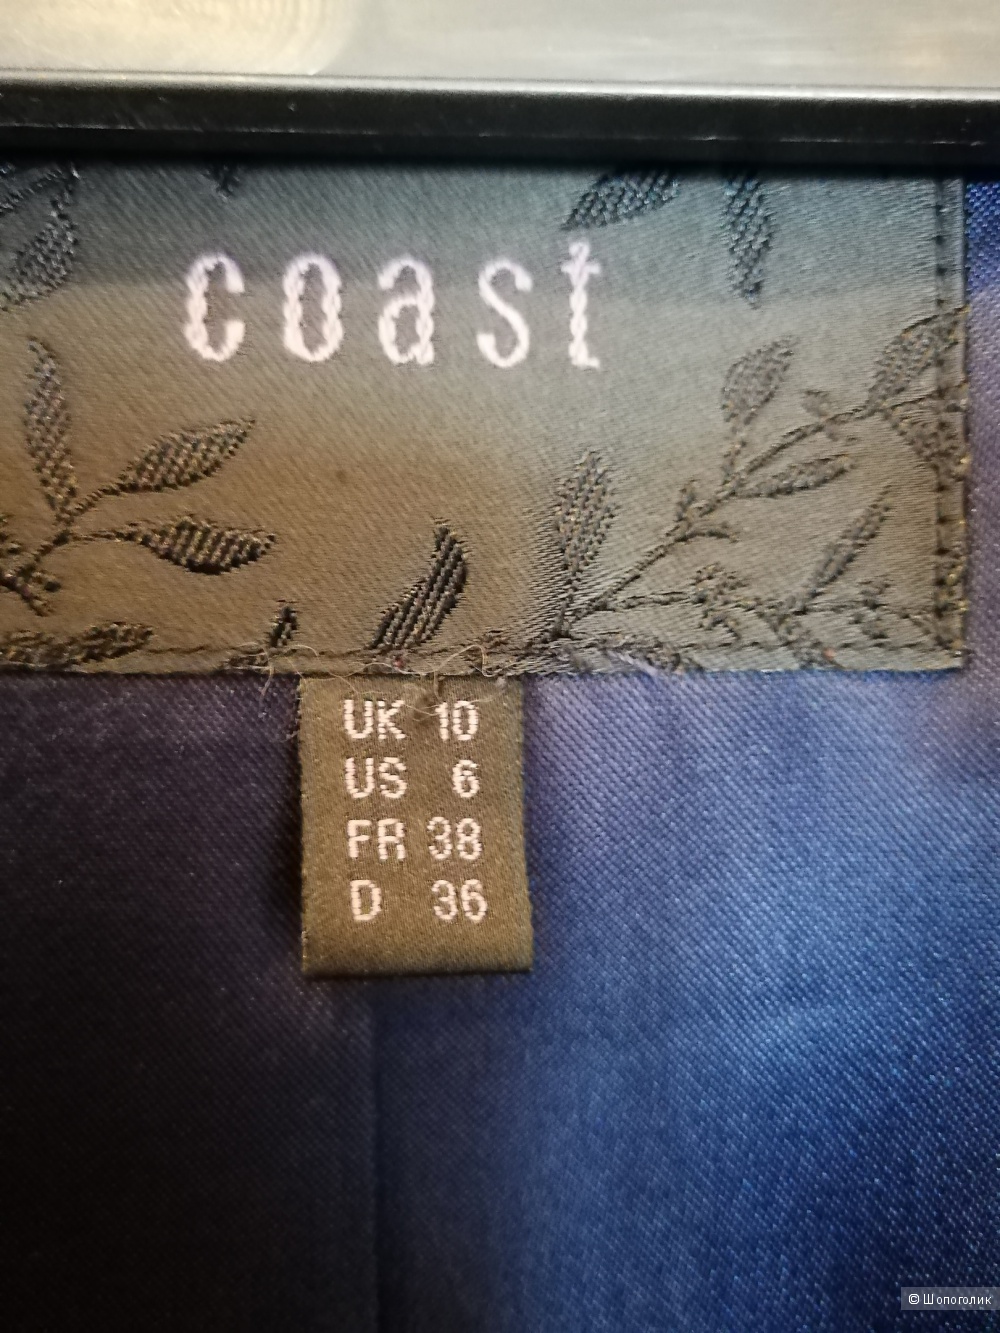 coast
UK 10
US 6
FR 38
D 36
© Шопоголик